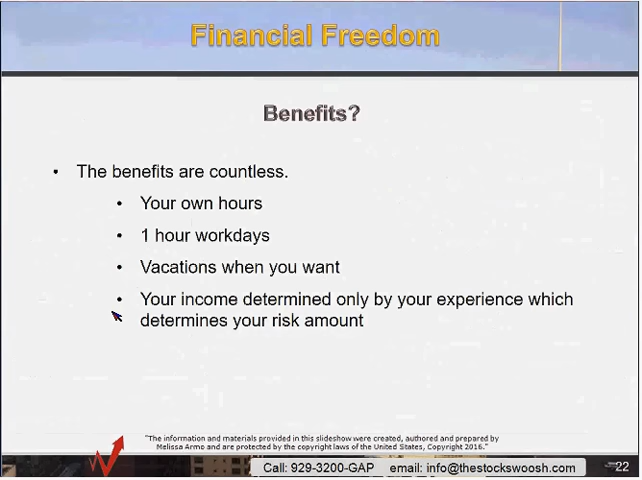 Financial Freedom
Benefits?
• The benefits are countless.
• Your own hours
• 1 hour workdays
• Vacations when you want
• Your income determined only by your experience which
determines your risk amount
"The information and materials provided in this slideshow were created, authored and prepared by
Melissa Armo and are protected by the copyright laws of the United States, Copyright 2016."
Call: 929-3200-GAP email: info@thestockswoosh.com
22